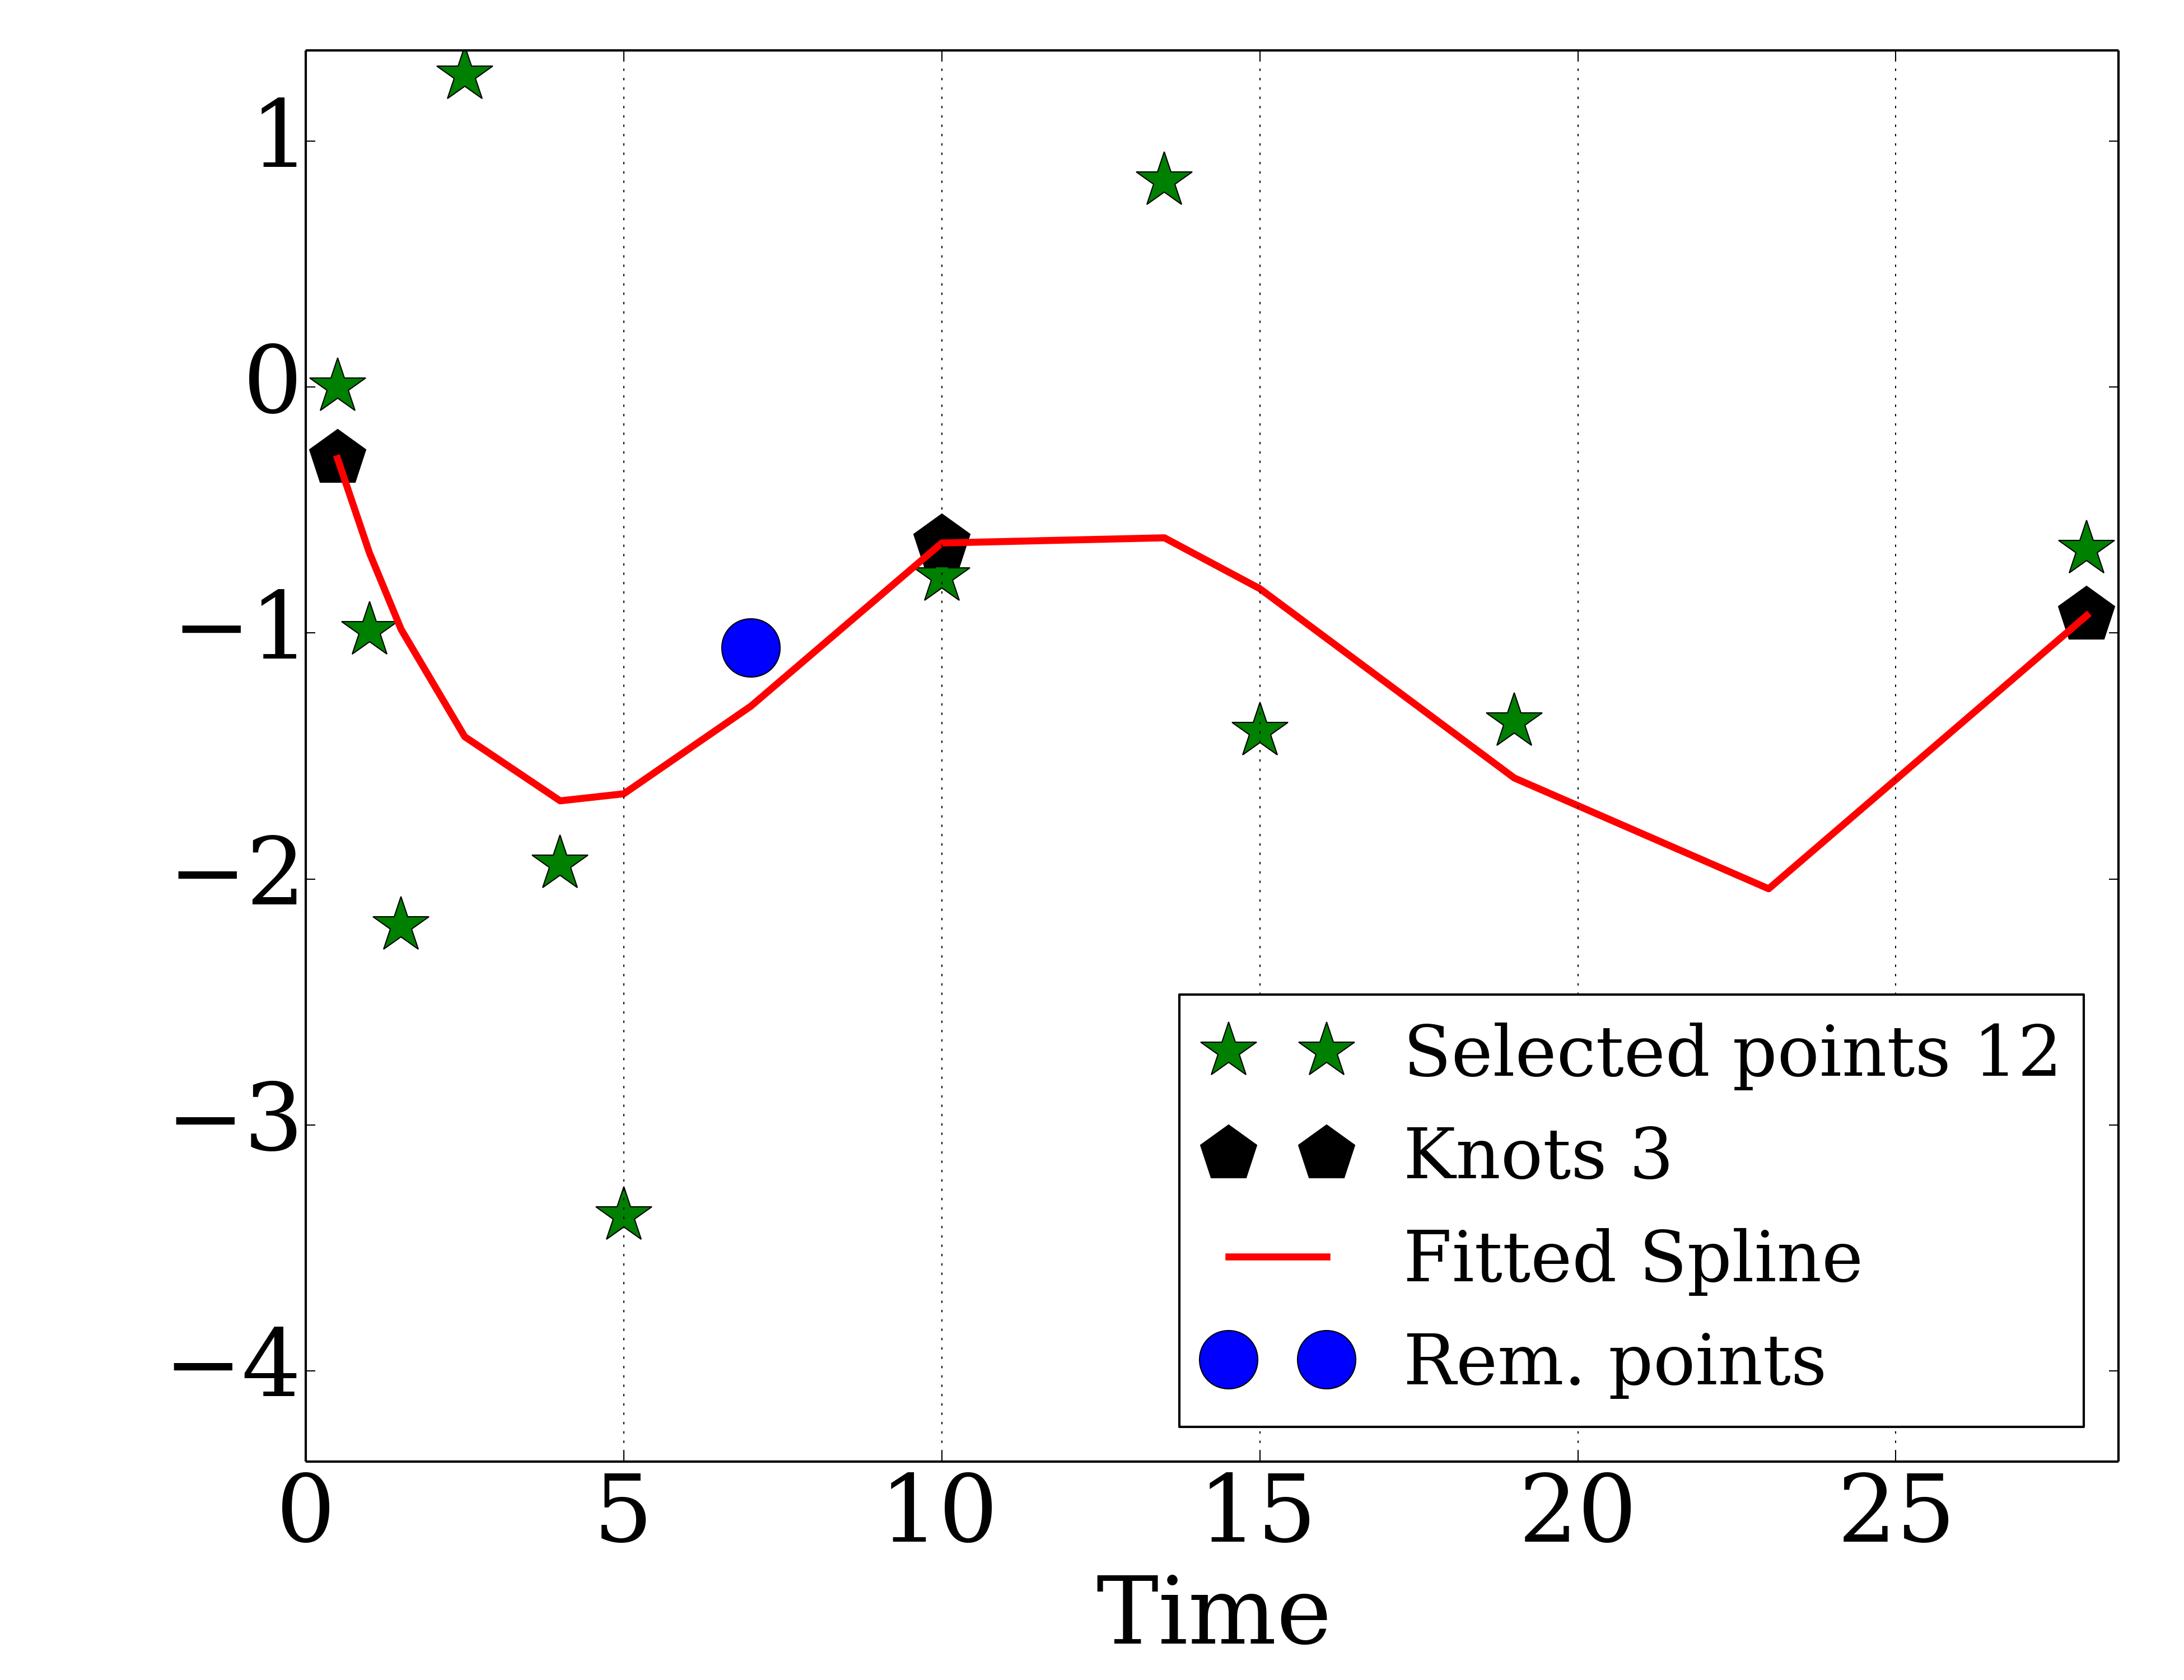 1
0
−1
−2
−3
−4
0 5 10 15 20 25
Time
Selected points 12
Knots 3
Fitted Spline
Rem. points